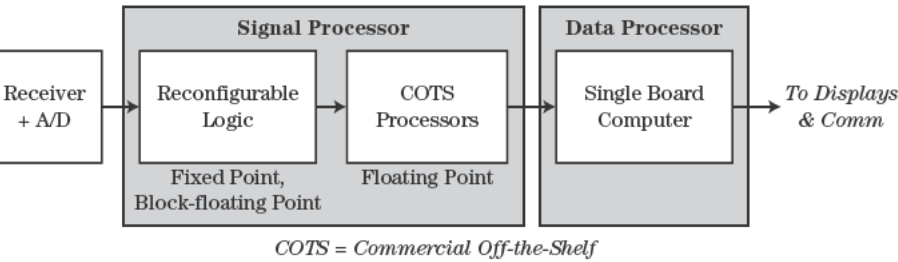 Signal Processor
Data Processor
Receiver
+ A/D
Reconfigurable
Logic
COTS
Processors
Single Board
Computer
To Displays
& Comm
Fixed Point,
Block-floating Point
Floating Point
COTS = Commercial Off-the-Shelf